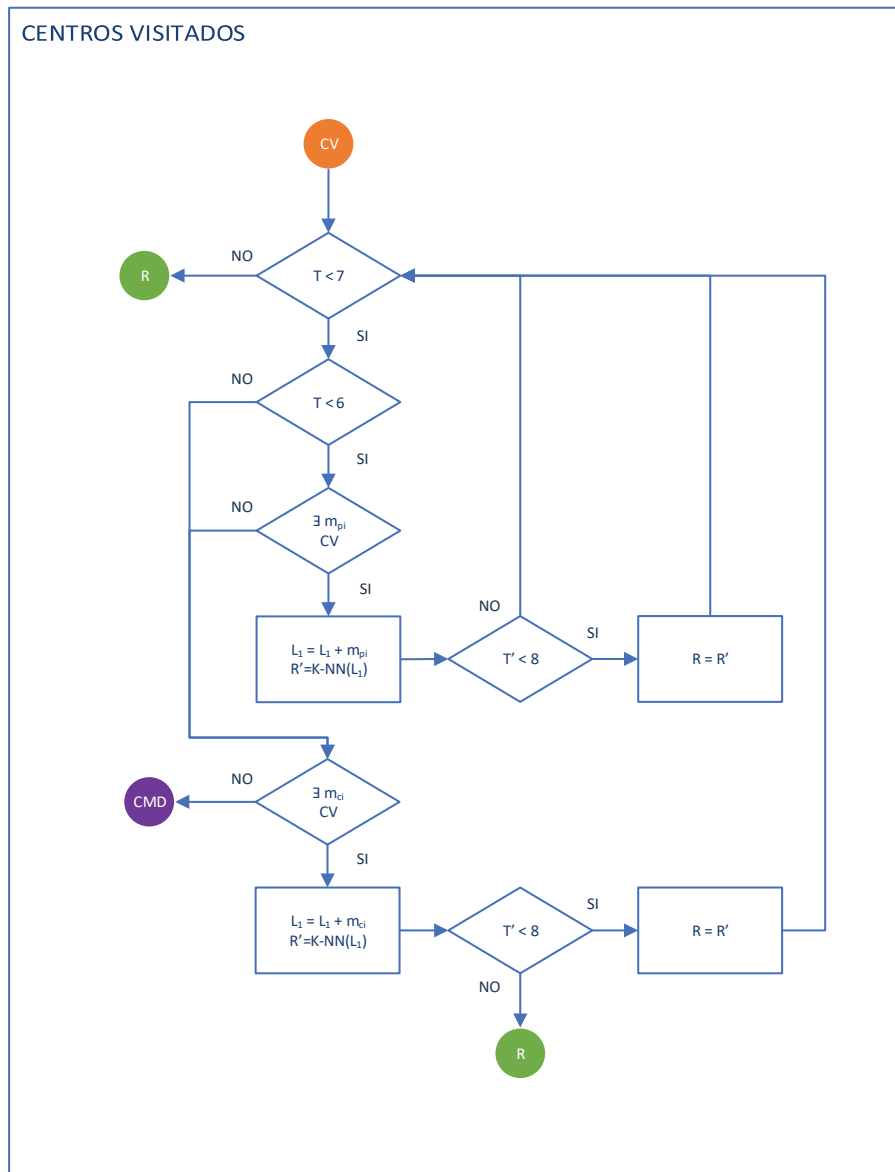 CENTROS VISITADOS
CV
NO
R
T < 7
SI
NO
T < 6
SI
NO
∃ mpi
CV
SI
NO
SI
L1 = L1 + mpi
R'=K-NN(L1)
T' < 8
R = R'
NO
∃ mci
CV
CMD
SI
SI
L1 = L1 + mci
R'=K-NN(L1)
T' < 8
R = R'
NO
R